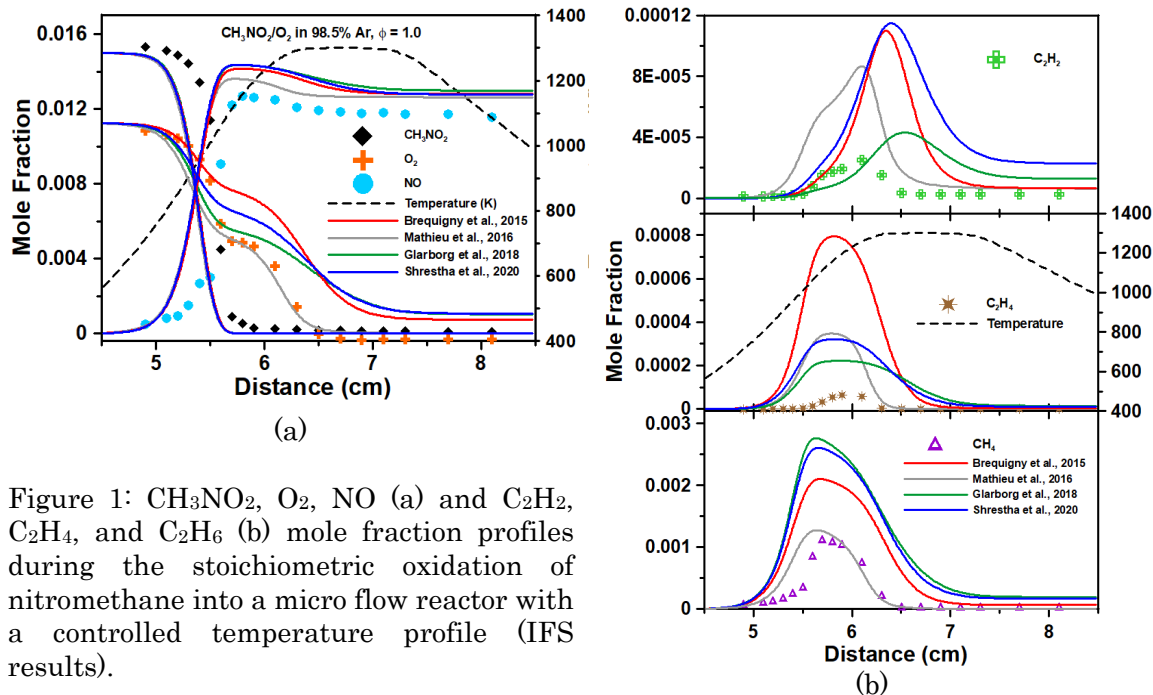 CH₃NO₂/O₂ in 98.5% Ar, ϕ = 1.0
0.016
0.012
0.008
0.004
0
Mole Fraction
1400
1200
1000
800
600
400
CH₃NO₂
O₂
NO
Temperature (K)
Brequigny et al., 2015
Mathieu et al., 2016
Glarborg et al., 2018
Shrestha et al., 2020
5 6 7 8
Distance (cm)
(a)
Figure 1: CH₃NO₂, O₂, NO (a) and C₂H₂,
C₂H₄, and C₂H₆ (b) mole fraction profiles
during the stoichiometric oxidation of
nitromethane into a micro flow reactor with
a controlled temperature profile (IFS
results).
0.00012
8E-005
4E-005
0
C₂H₂
0.0008
0.0006
0.0004
0.0002
0
Mole Fraction
1400
1200
1000
800
600
400
C₂H₄
Temperature
0.003
0.002
0.001
0
CH₄
Brequigny et al., 2015
Mathieu et al., 2016
Glarborg et al., 2018
Shrestha et al., 2020
5 6 7 8
Distance (cm)
(b)